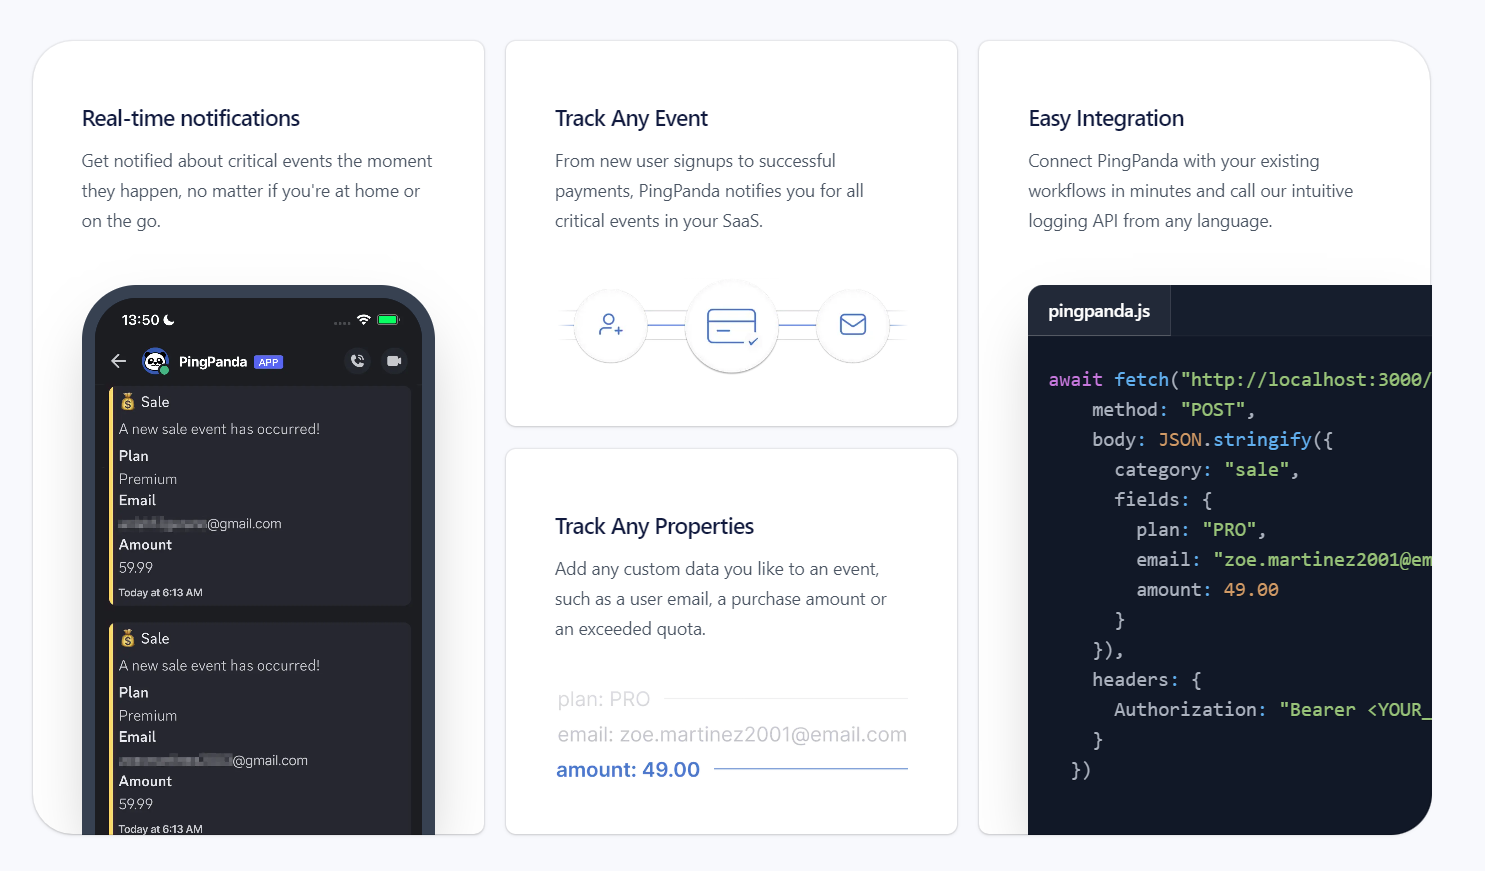 Real-time notifications
Get notified about critical events the moment
they happen, no matter if you're at home or
on the go.
13:50
PingPanda APP
💰 Sale
A new sale event has occurred!
Plan
Premium
Email
@gmail.com
Amount
59.99
Today at 6:13 AM
💰 Sale
A new sale event has occurred!
Plan
Premium
Email
@gmail.com
Amount
59.99
Today at 6:13 AM
Track Any Event
From new user signups to successful
payments, PingPanda notifies you for all
critical events in your SaaS.
Track Any Properties
Add any custom data you like to an event,
such as a user email, a purchase amount or
an exceeded quota.
plan: PRO
email: zoe.martinez2001@email.com
amount: 49.00
Easy Integration
Connect PingPanda with your existing
workflows in minutes and call our intuitive
logging API from any language.
pingpanda.js
await fetch("http://localhost:3000/
method: "POST",
body: JSON.stringify({
category: "sale",
fields: {
plan: "PRO",
email: "zoe.martinez2001@em
amount: 49.00
}
}),
headers: {
Authorization: "Bearer <YOUR_
}
})